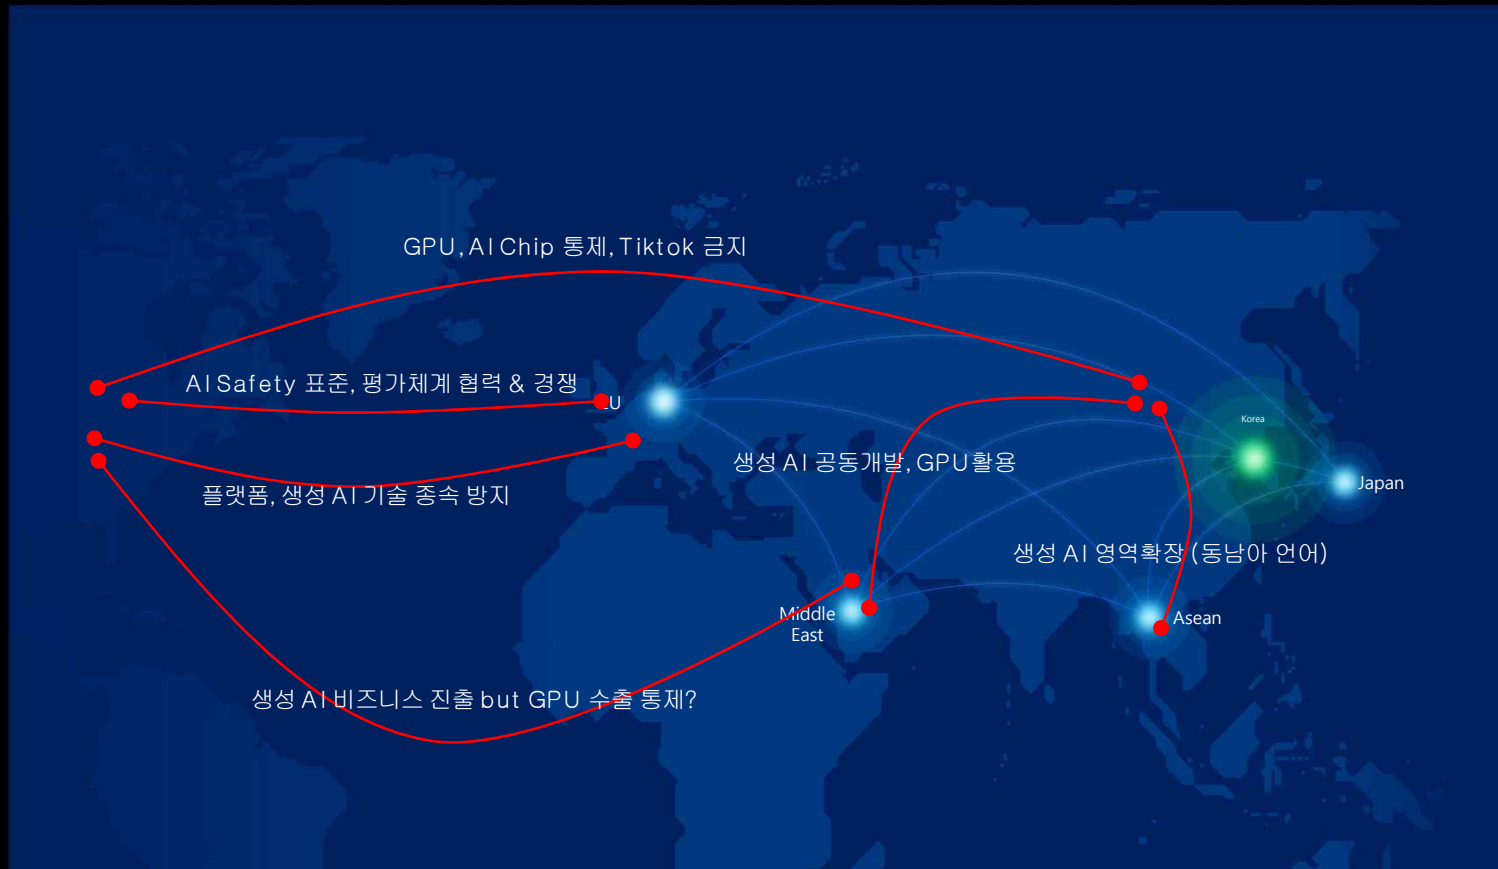 GPU, AI Chip 통제, Tiktok 금지
AI Safety 표준, 평가체계 협력 & 경쟁
EU
Korea
생성 AI 공동개발, GPU활용
Japan
플랫폼, 생성 AI 기술 종속 방지
생성 AI 영역확장 (동남아 언어)
Middle
East
Asean
생성 AI 비즈니스 진출 but GPU 수출 통제?